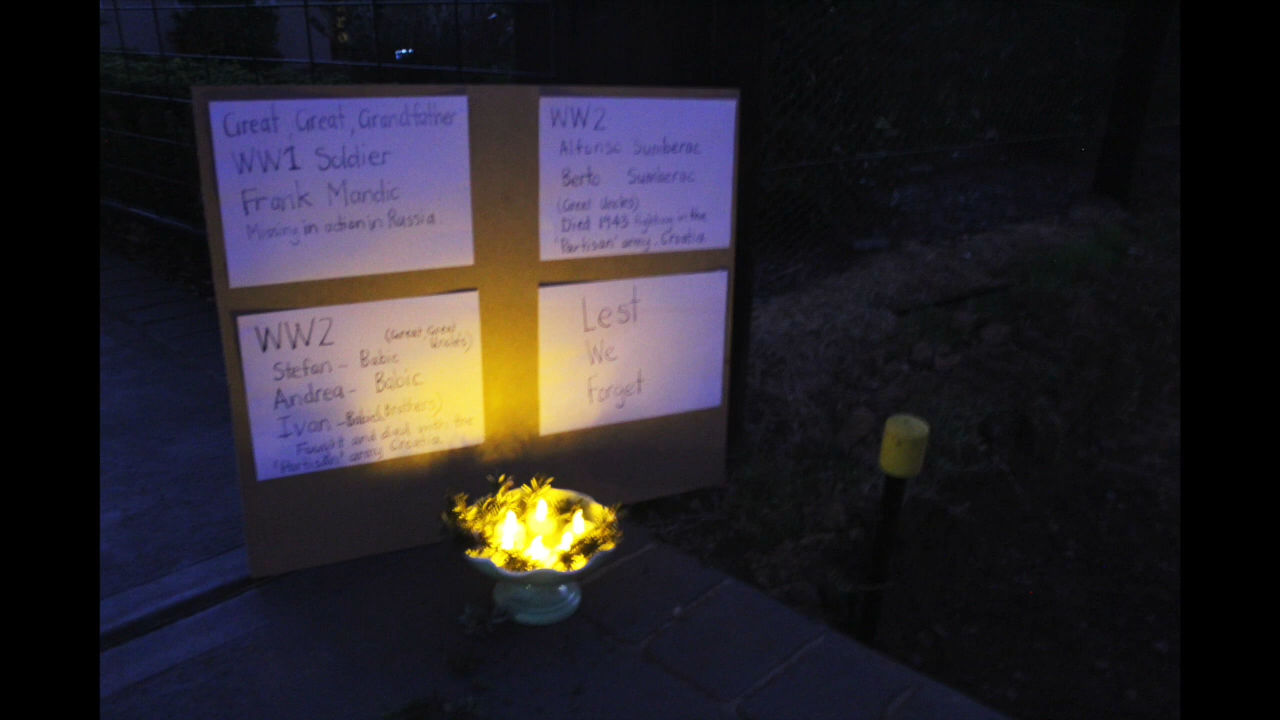 Great, Great, Grandfather
WW1 Soldier
Frank Mandic
Missing in action in Russia
WW2
Alfonso Sumberac
Berto Sumberac
(Great Uncles)
Died 1943 fighting in the
'Partisan' army. Croatia
WW2 (Great, Great Uncles)
Stefan - Babic
Andrea - Babic
Ivan - Babic (Brothers)
Fought and died with the
'Partisan' army Croatia
Lest
We
Forget